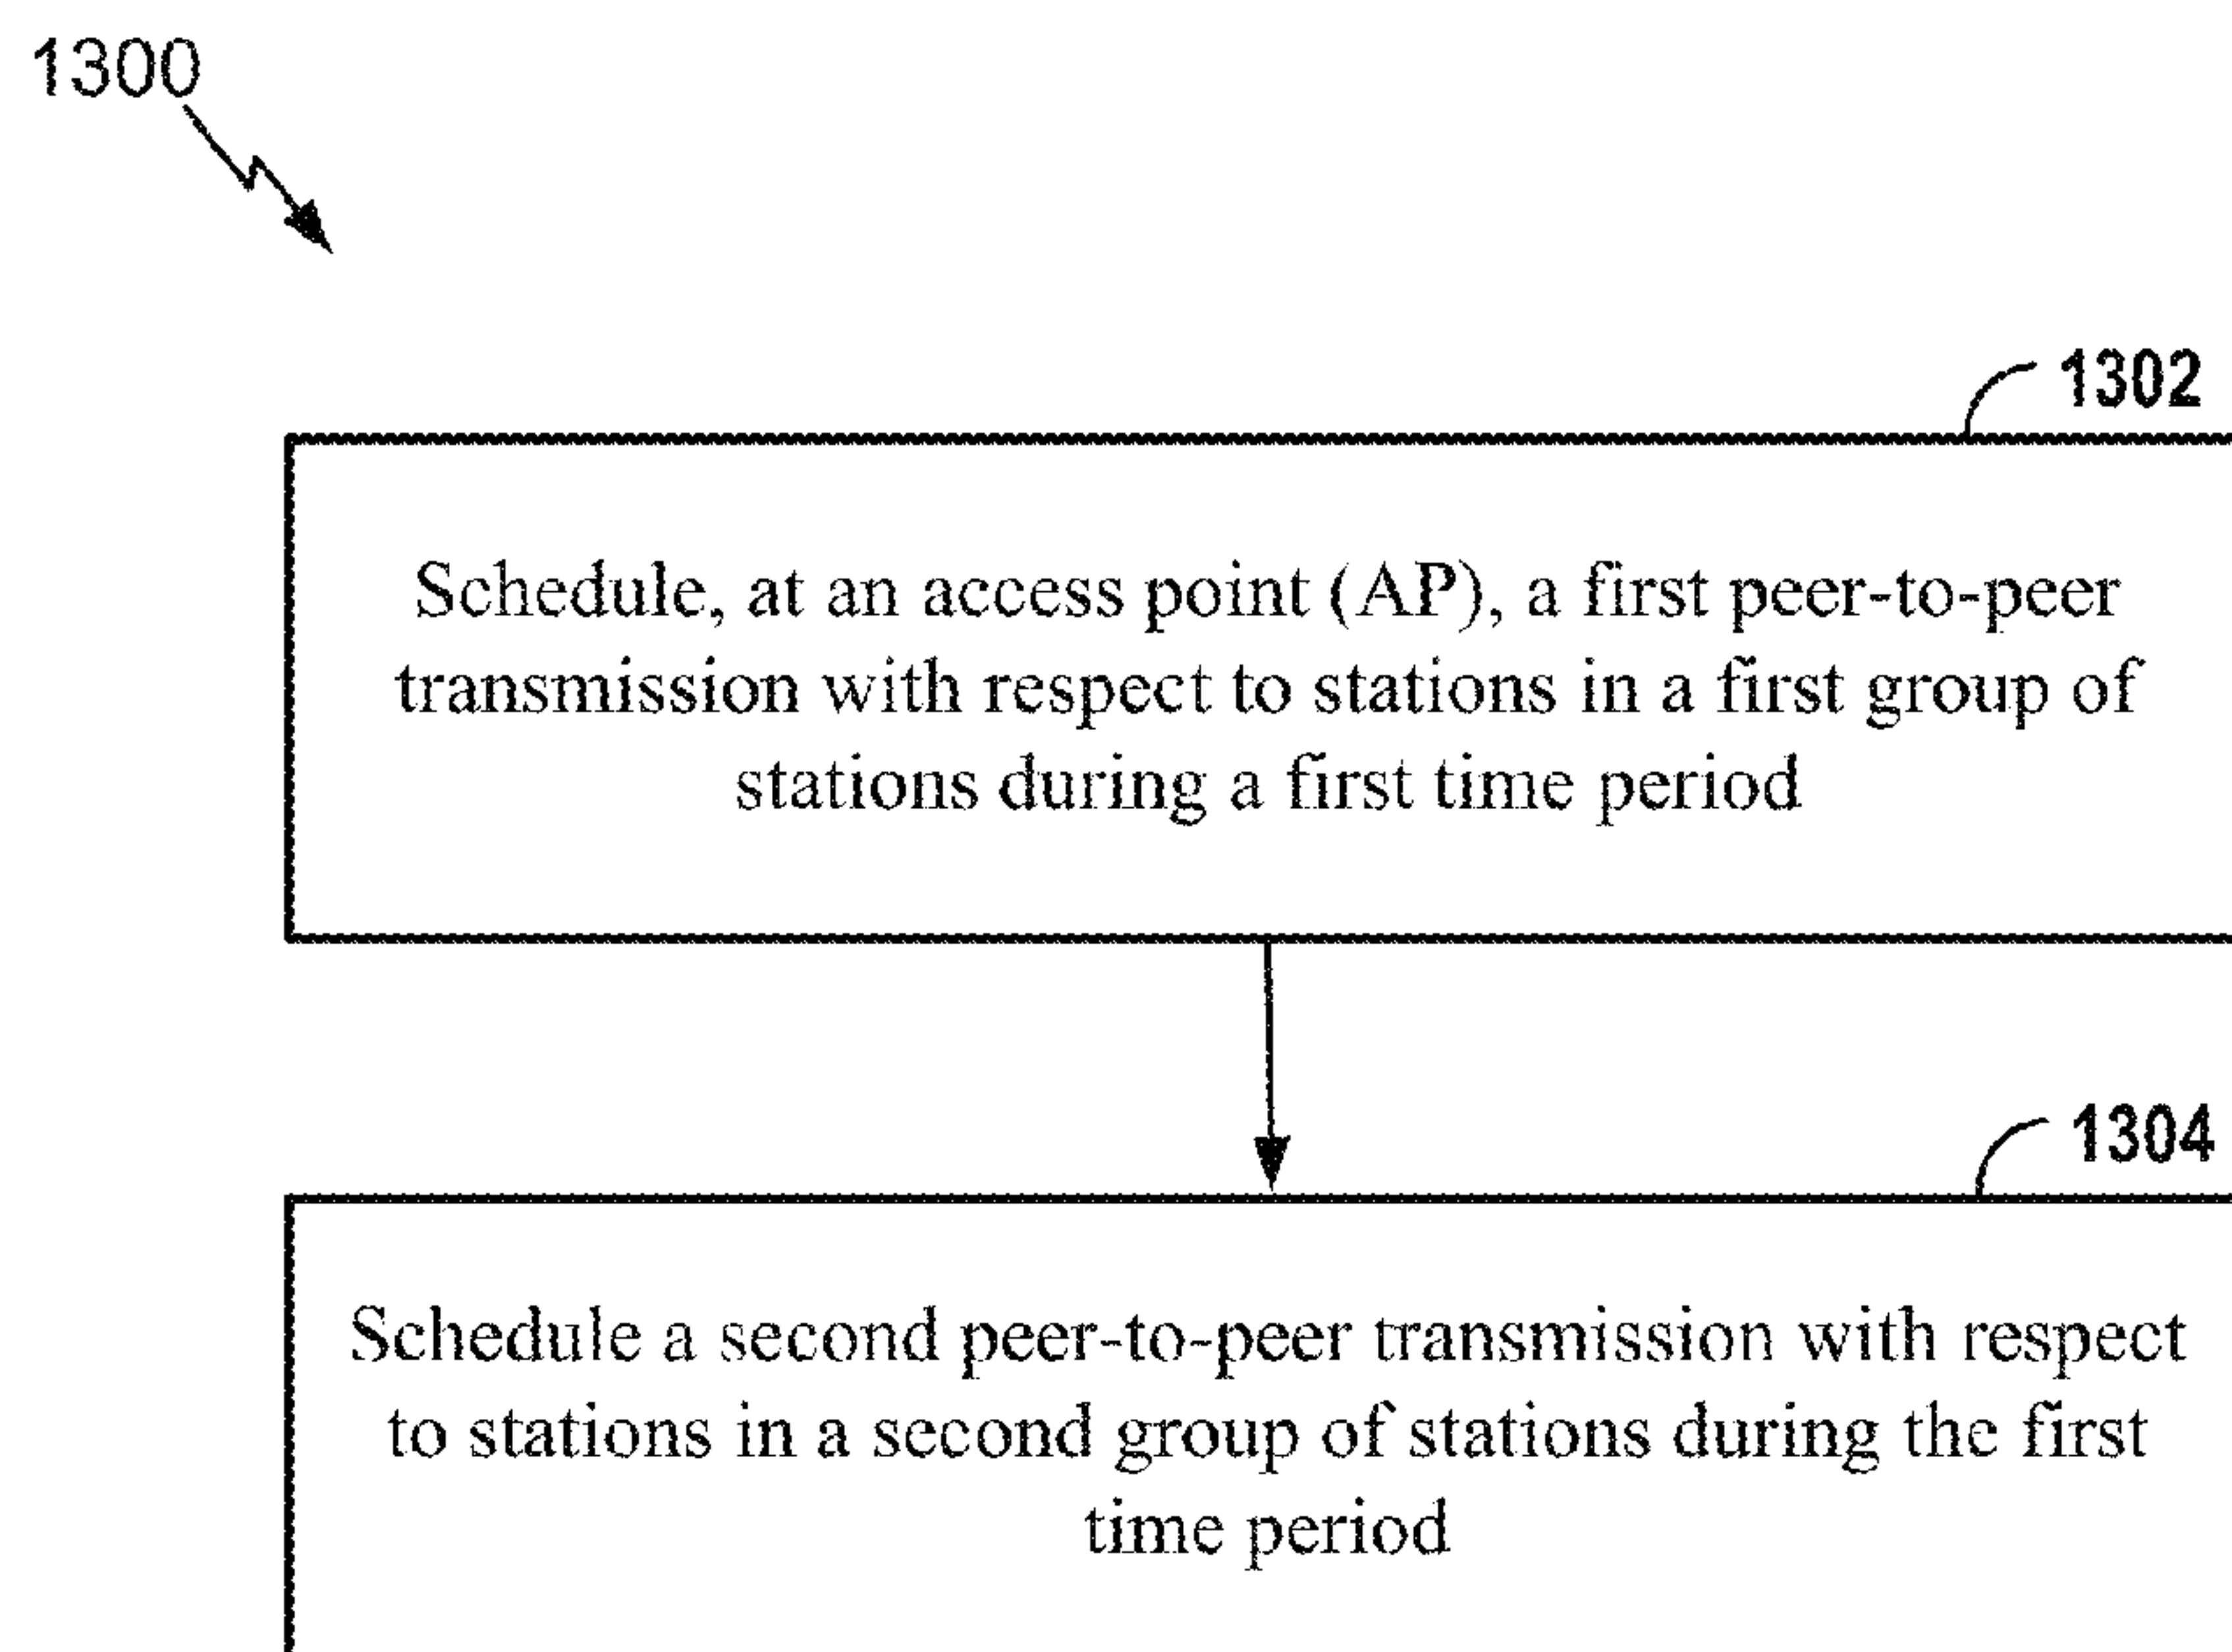 1300
1302
Schedule, at an access point (AP), a first peer-to-peer
transmission with respect to stations in a first group of
stations during a first time period
1304
Schedule a second peer-to-peer transmission with respect
to stations in a second group of stations during the first
time period